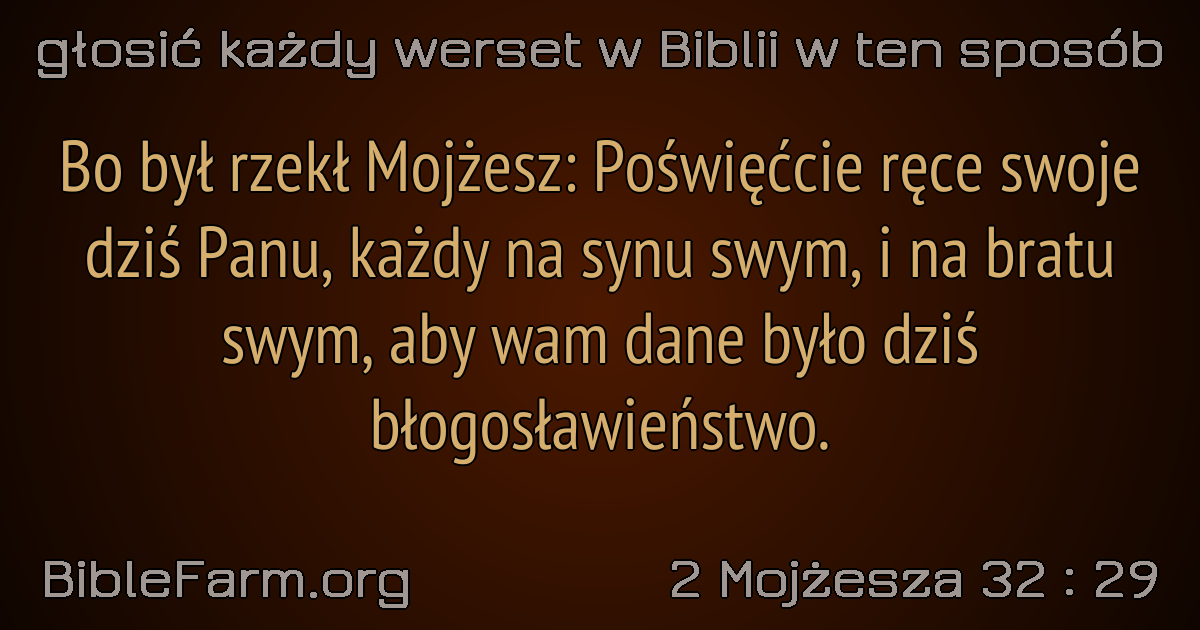 głosić każdy werset w Biblii w ten sposób
Bo był rzekł Mojżesz: Poświęćcie ręce swoje
dziś Panu, każdy na synu swym, i na bratu
swym, aby wam dane było dziś
błogosławieństwo.
BibleFarm.org
2 Mojżesza 32 : 29